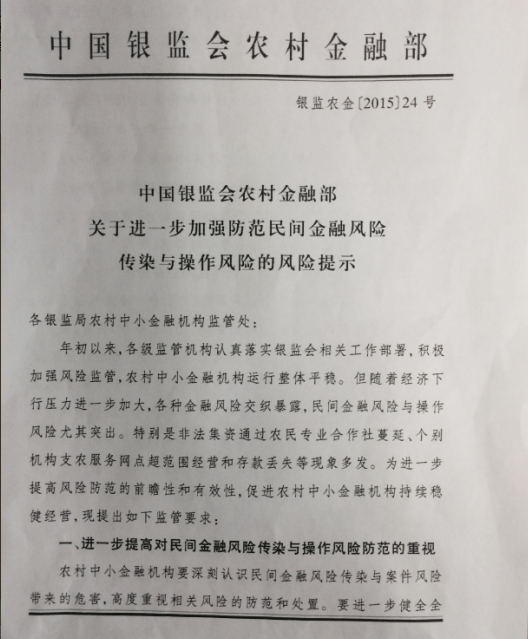 中国银监会农村金融部
银监农金〔2015〕24 号
中国银监会农村金融部
关于进一步加强防范民间金融风险
传染与操作风险的风险提示
各银监局农村中小金融机构监管处：
年初以来,各级监管机构认真落实银监会相关工作部署,积极
加强风险监管,农村中小金融机构运行整体平稳。但随着经济下
行压力进一步加大,各种金融风险交织暴露,民间金融风险与操作
风险尤其突出。特别是非法集资通过农民专业合作社蔓延、个别
机构支农服务网点超范围经营和存款丢失等现象多发。为进一步
提高风险防范的前瞻性和有效性,促进农村中小金融机构持续稳
健经营,现提出如下监管要求：
一、进一步提高对民间金融风险传染与操作风险防范的重视
农村中小金融机构要深刻认识民间金融风险传染与案件风险
带来的危害,高度重视相关风险的防范和处置。要进一步健全全